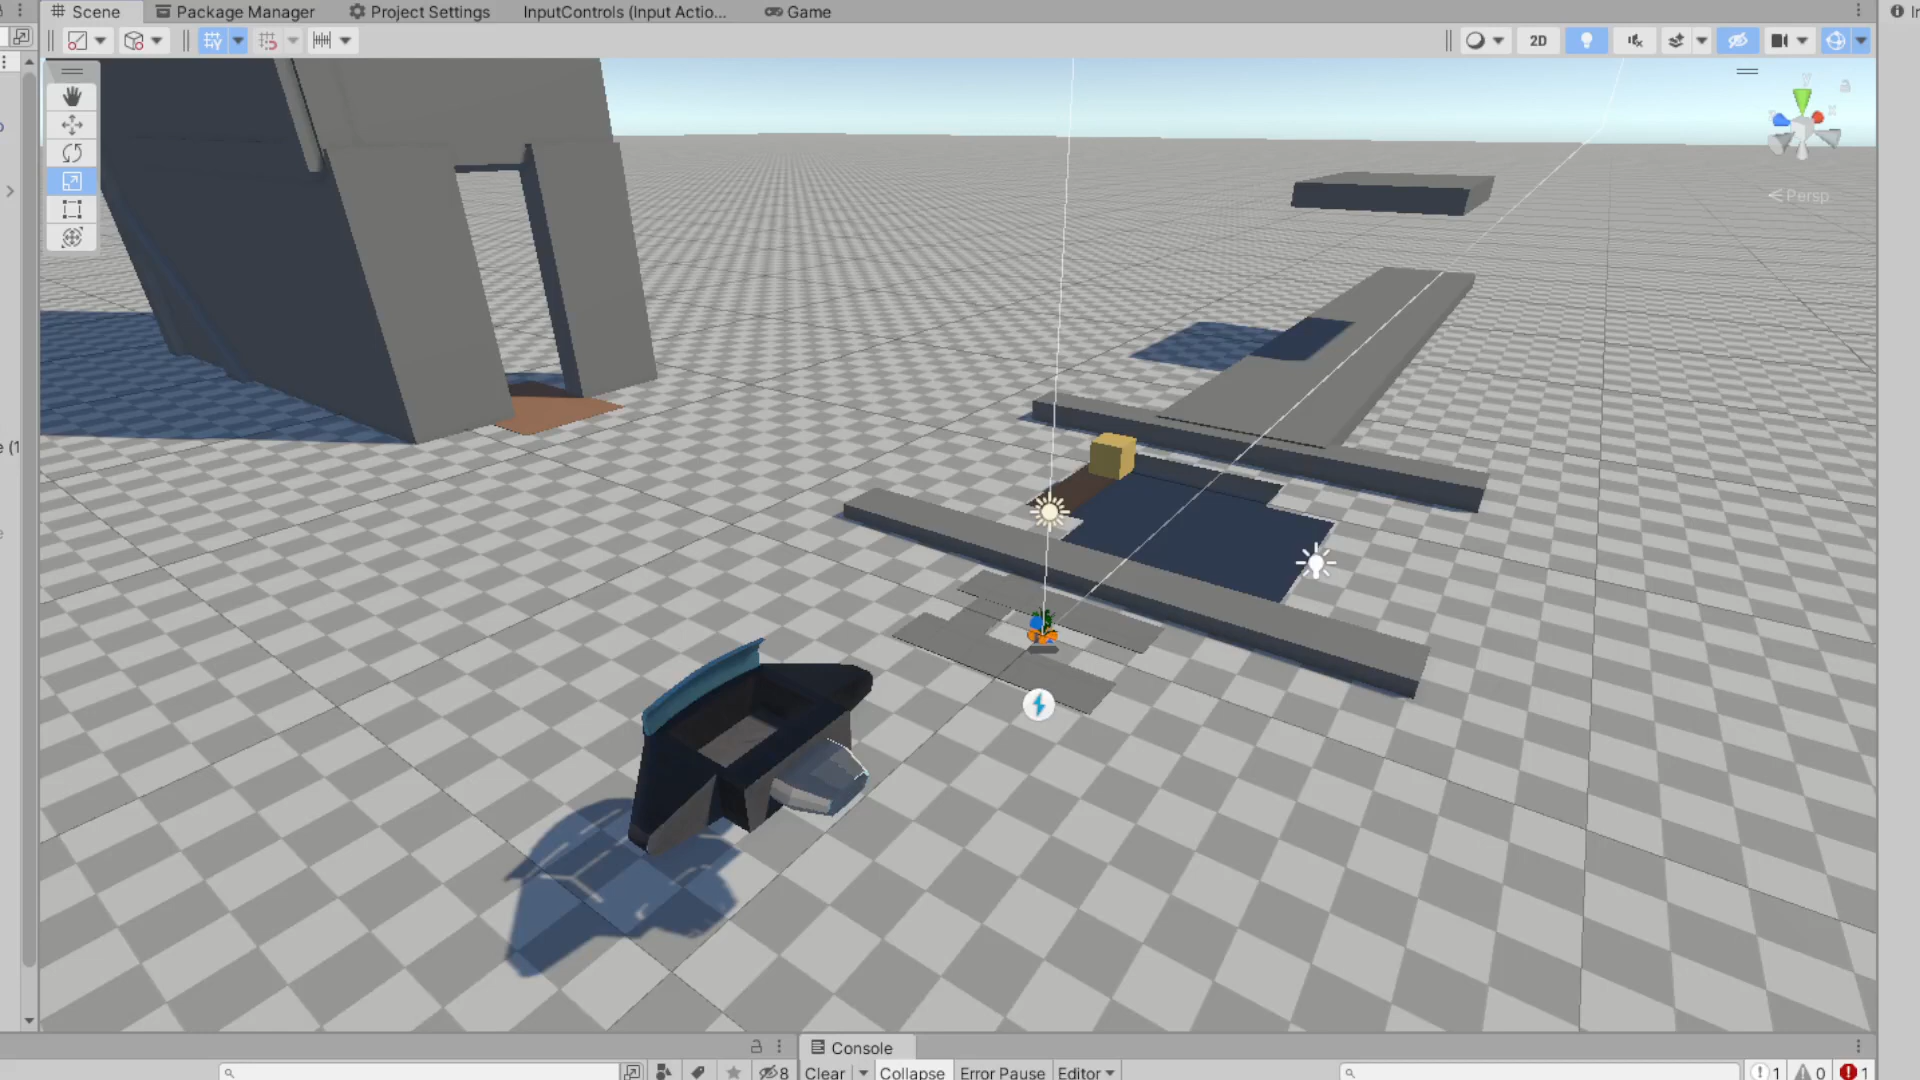 Scene Package Manager Project Settings InputControls (Input Actio... Game
2D
Y
X
Persp
(1
Console
8 Clear Collapse Error Pause Editor 1 0 1